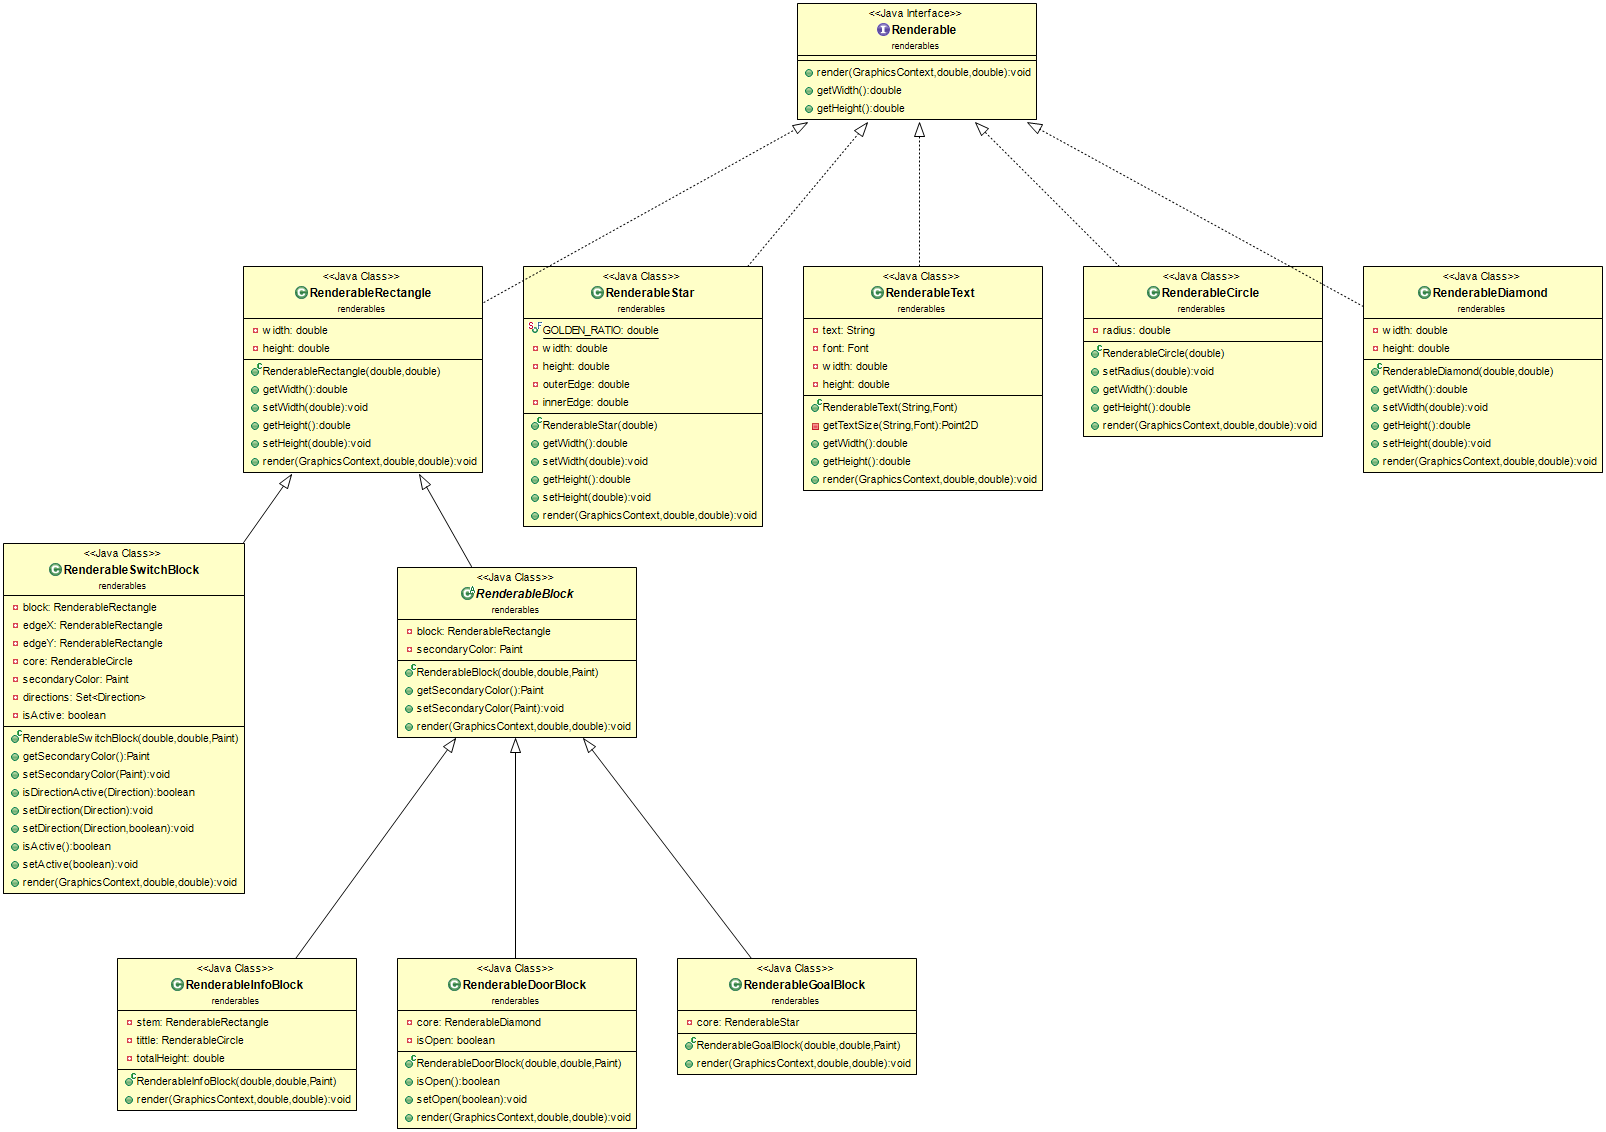 <<Java Interface>>
Renderable
renderables
render(GraphicsContext,double,double):void
getWidth():double
getHeight():double
<<Java Class>>
RenderableRectangle
renderables
width: double
height: double
RenderableRectangle(double,double)
getWidth():double
setWidth(double):void
getHeight():double
setHeight(double):void
render(GraphicsContext,double,double):void
<<Java Class>>
RenderableStar
renderables
GOLDEN_RATIO: double
width: double
height: double
outerEdge: double
innerEdge: double
RenderableStar(double)
getWidth():double
setWidth(double):void
getHeight():double
setHeight(double):void
render(GraphicsContext,double,double):void
<<Java Class>>
RenderableText
renderables
text: String
font: Font
width: double
height: double
RenderableText(String,Font)
getTextSize(String,Font):Point2D
getWidth():double
getHeight():double
render(GraphicsContext,double,double):void
<<Java Class>>
RenderableCircle
renderables
radius: double
RenderableCircle(double)
setRadius(double):void
getWidth():double
getHeight():double
render(GraphicsContext,double,double):void
<<Java Class>>
RenderableDiamond
renderables
width: double
height: double
RenderableDiamond(double,double)
getWidth():double
setWidth(double):void
getHeight():double
setHeight(double):void
render(GraphicsContext,double,double):void
<<Java Class>>
RenderableSwitchBlock
renderables
block: RenderableRectangle
edgeX: RenderableRectangle
edgeY: RenderableRectangle
core: RenderableCircle
secondaryColor: Paint
directions: Set<Direction>
isActive: boolean
RenderableSwitchBlock(double,double,Paint)
getSecondaryColor():Paint
setSecondaryColor(Paint):void
isDirectionActive(Direction):boolean
setDirection(Direction):void
setDirection(Direction,boolean):void
isActive():boolean
setActive(boolean):void
render(GraphicsContext,double,double):void
<<Java Class>>
RenderableBlock
renderables
block: RenderableRectangle
secondaryColor: Paint
RenderableBlock(double,double,Paint)
getSecondaryColor():Paint
setSecondaryColor(Paint):void
render(GraphicsContext,double,double):void
<<Java Class>>
RenderableInfoBlock
renderables
stem: RenderableRectangle
tittle: RenderableCircle
totalHeight: double
RenderableInfoBlock(double,double,Paint)
render(GraphicsContext,double,double):void
<<Java Class>>
RenderableDoorBlock
renderables
core: RenderableDiamond
isOpen: boolean
RenderableDoorBlock(double,double,Paint)
isOpen():boolean
setOpen(boolean):void
render(GraphicsContext,double,double):void
<<Java Class>>
RenderableGoalBlock
renderables
core: RenderableStar
RenderableGoalBlock(double,double,Paint)
render(GraphicsContext,double,double):void